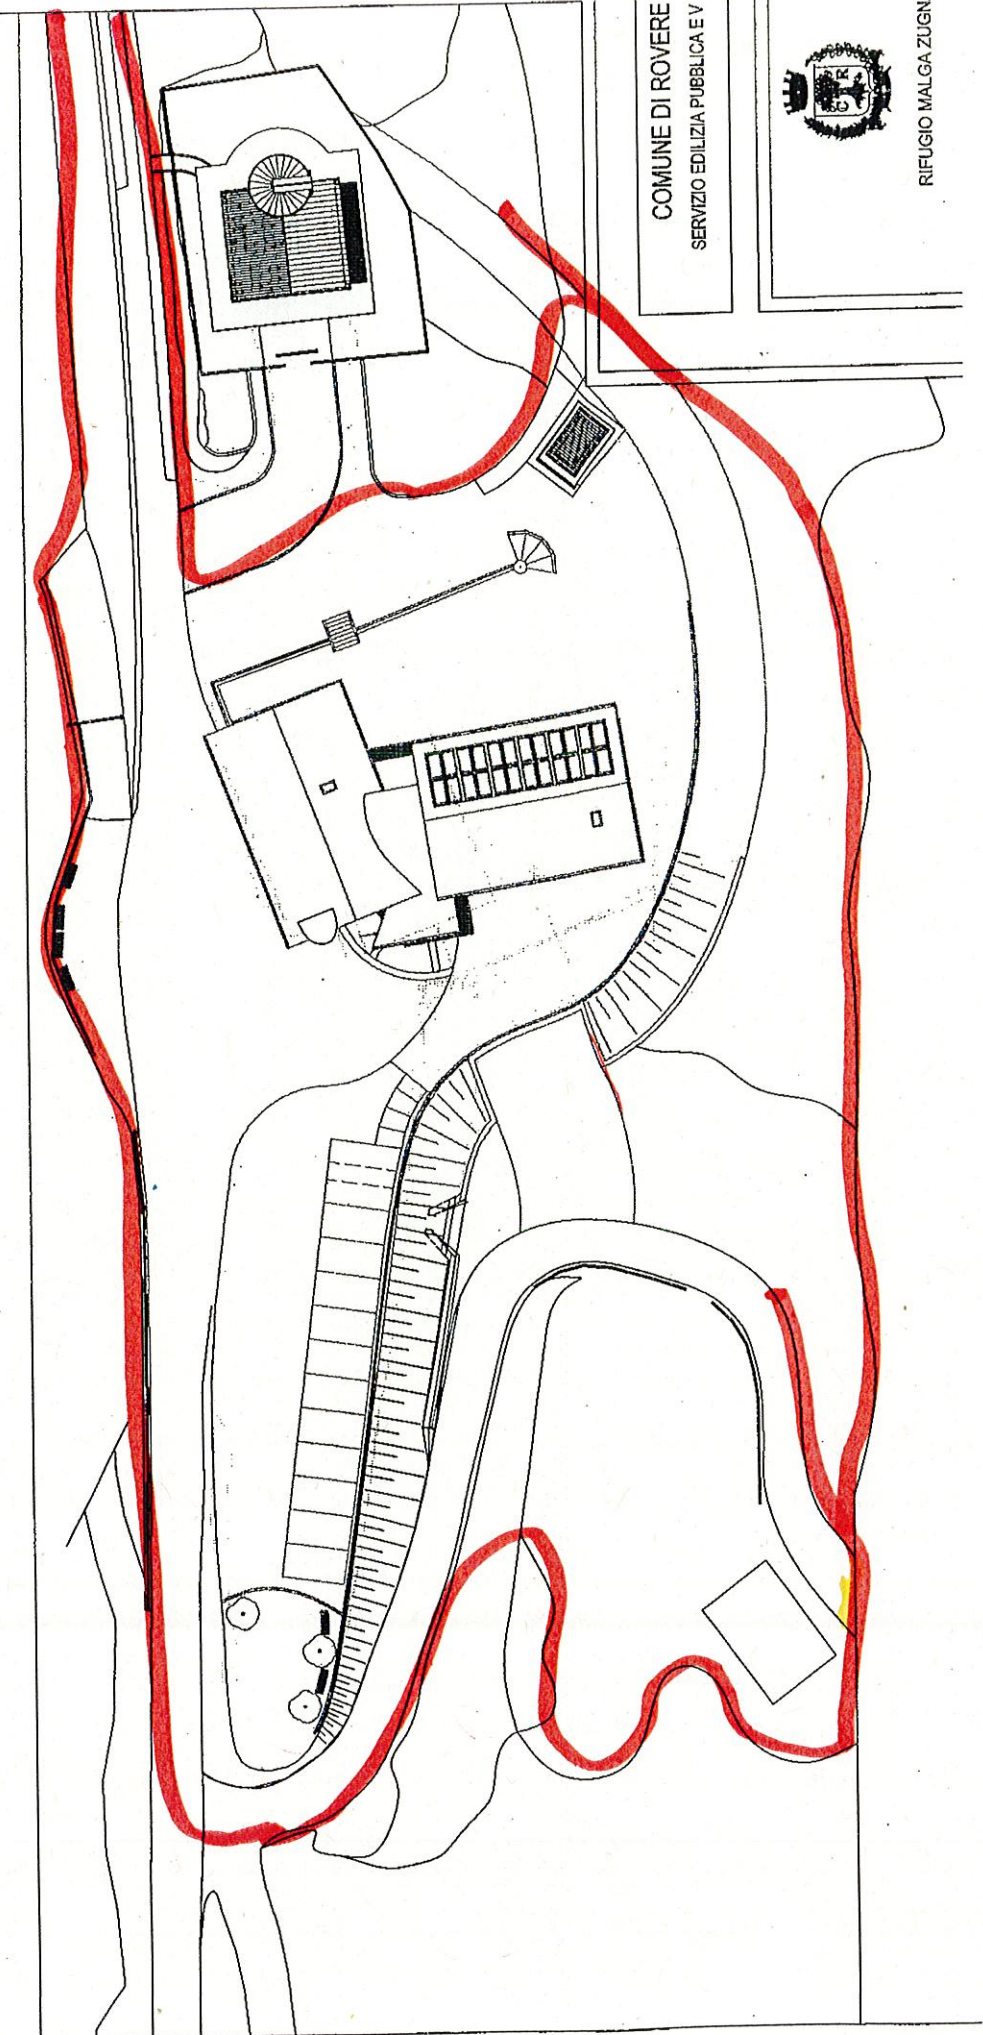 COMUNE DI ROVERE
SERVIZIO EDILIZIA PUBBLICA E V
C R
RIFUGIO MALGA ZUGN